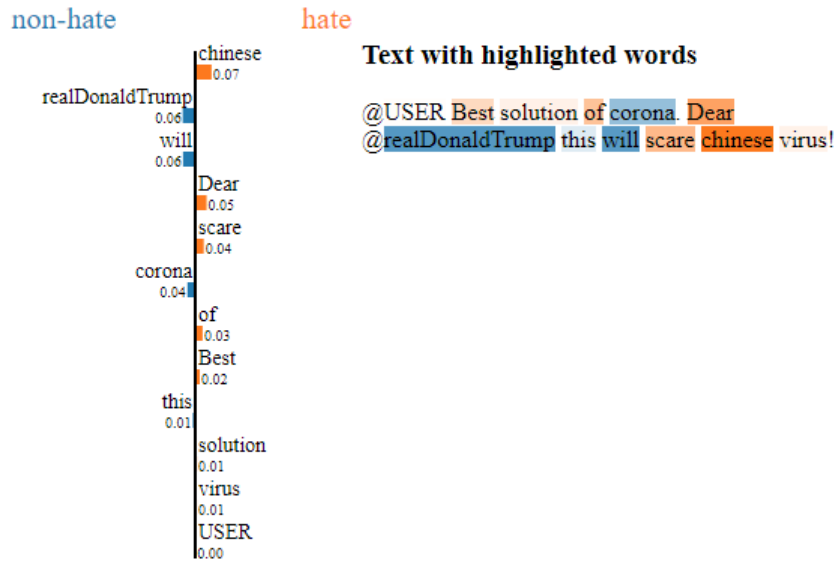 non-hate
hate
chinese
0.07
realDonaldTrump
0.06
will
0.06
Dear
0.05
scare
0.04
corona
0.04
of
0.03
Best
0.02
this
0.01
solution
0.01
virus
0.01
USER
0.00
Text with highlighted words
@USER Best solution of corona. Dear
@realDonaldTrump this will scare chinese virus!